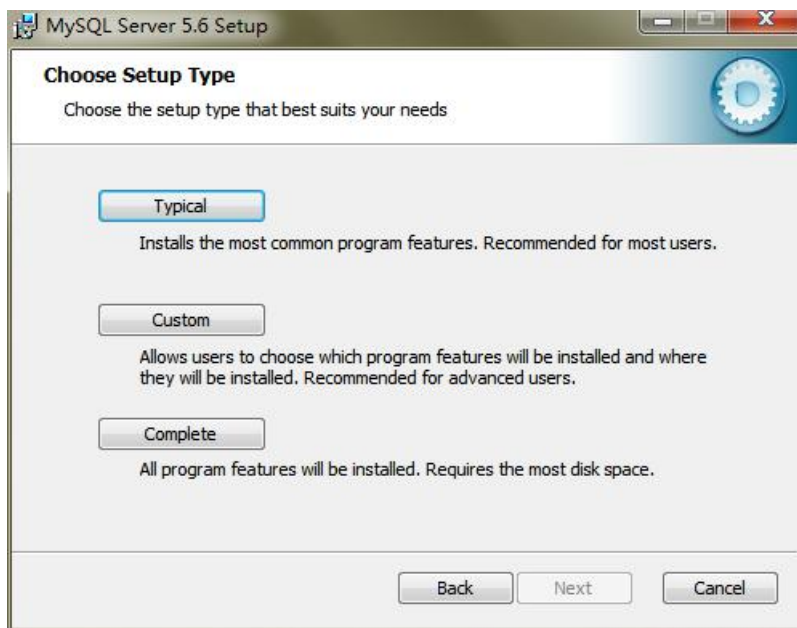 MySQL Server 5.6 Setup
Choose Setup Type
Choose the setup type that best suits your needs
Typical
Installs the most common program features. Recommended for most users.
Custom
Allows users to choose which program features will be installed and where
they will be installed. Recommended for advanced users.
Complete
All program features will be installed. Requires the most disk space.
Back Next Cancel